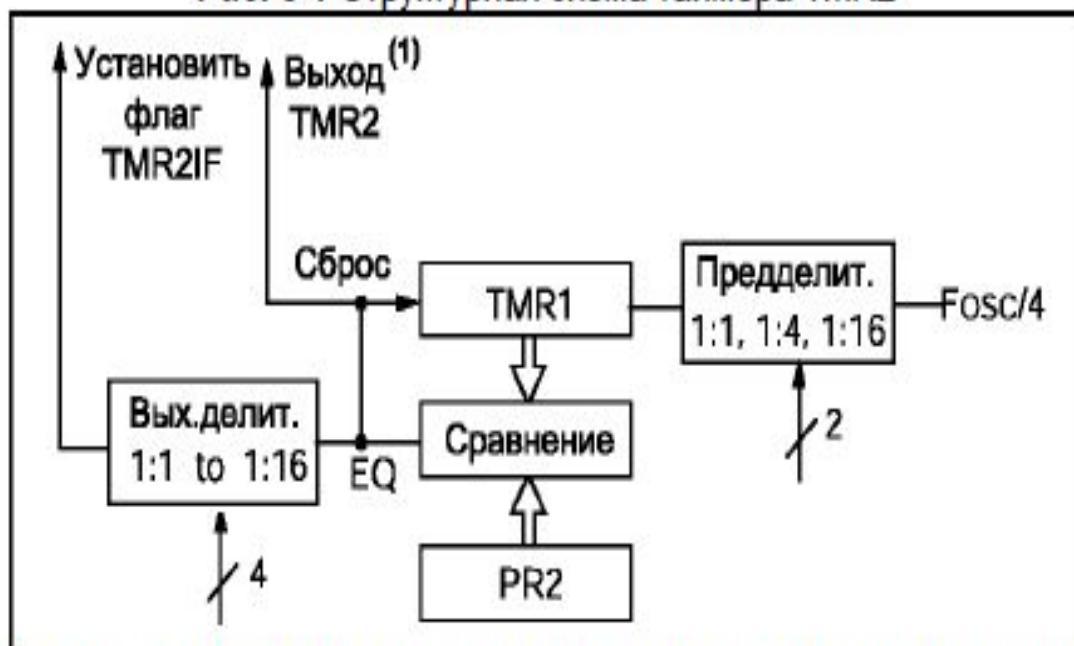 Установить
флаг
TMR2IF
Выход(1)
TMR2
Сброс
TMR1
Предделит.
1:1, 1:4, 1:16
Fosc/4
2
Вых.делит.
1:1 to 1:16
EQ
Сравнение
4
PR2